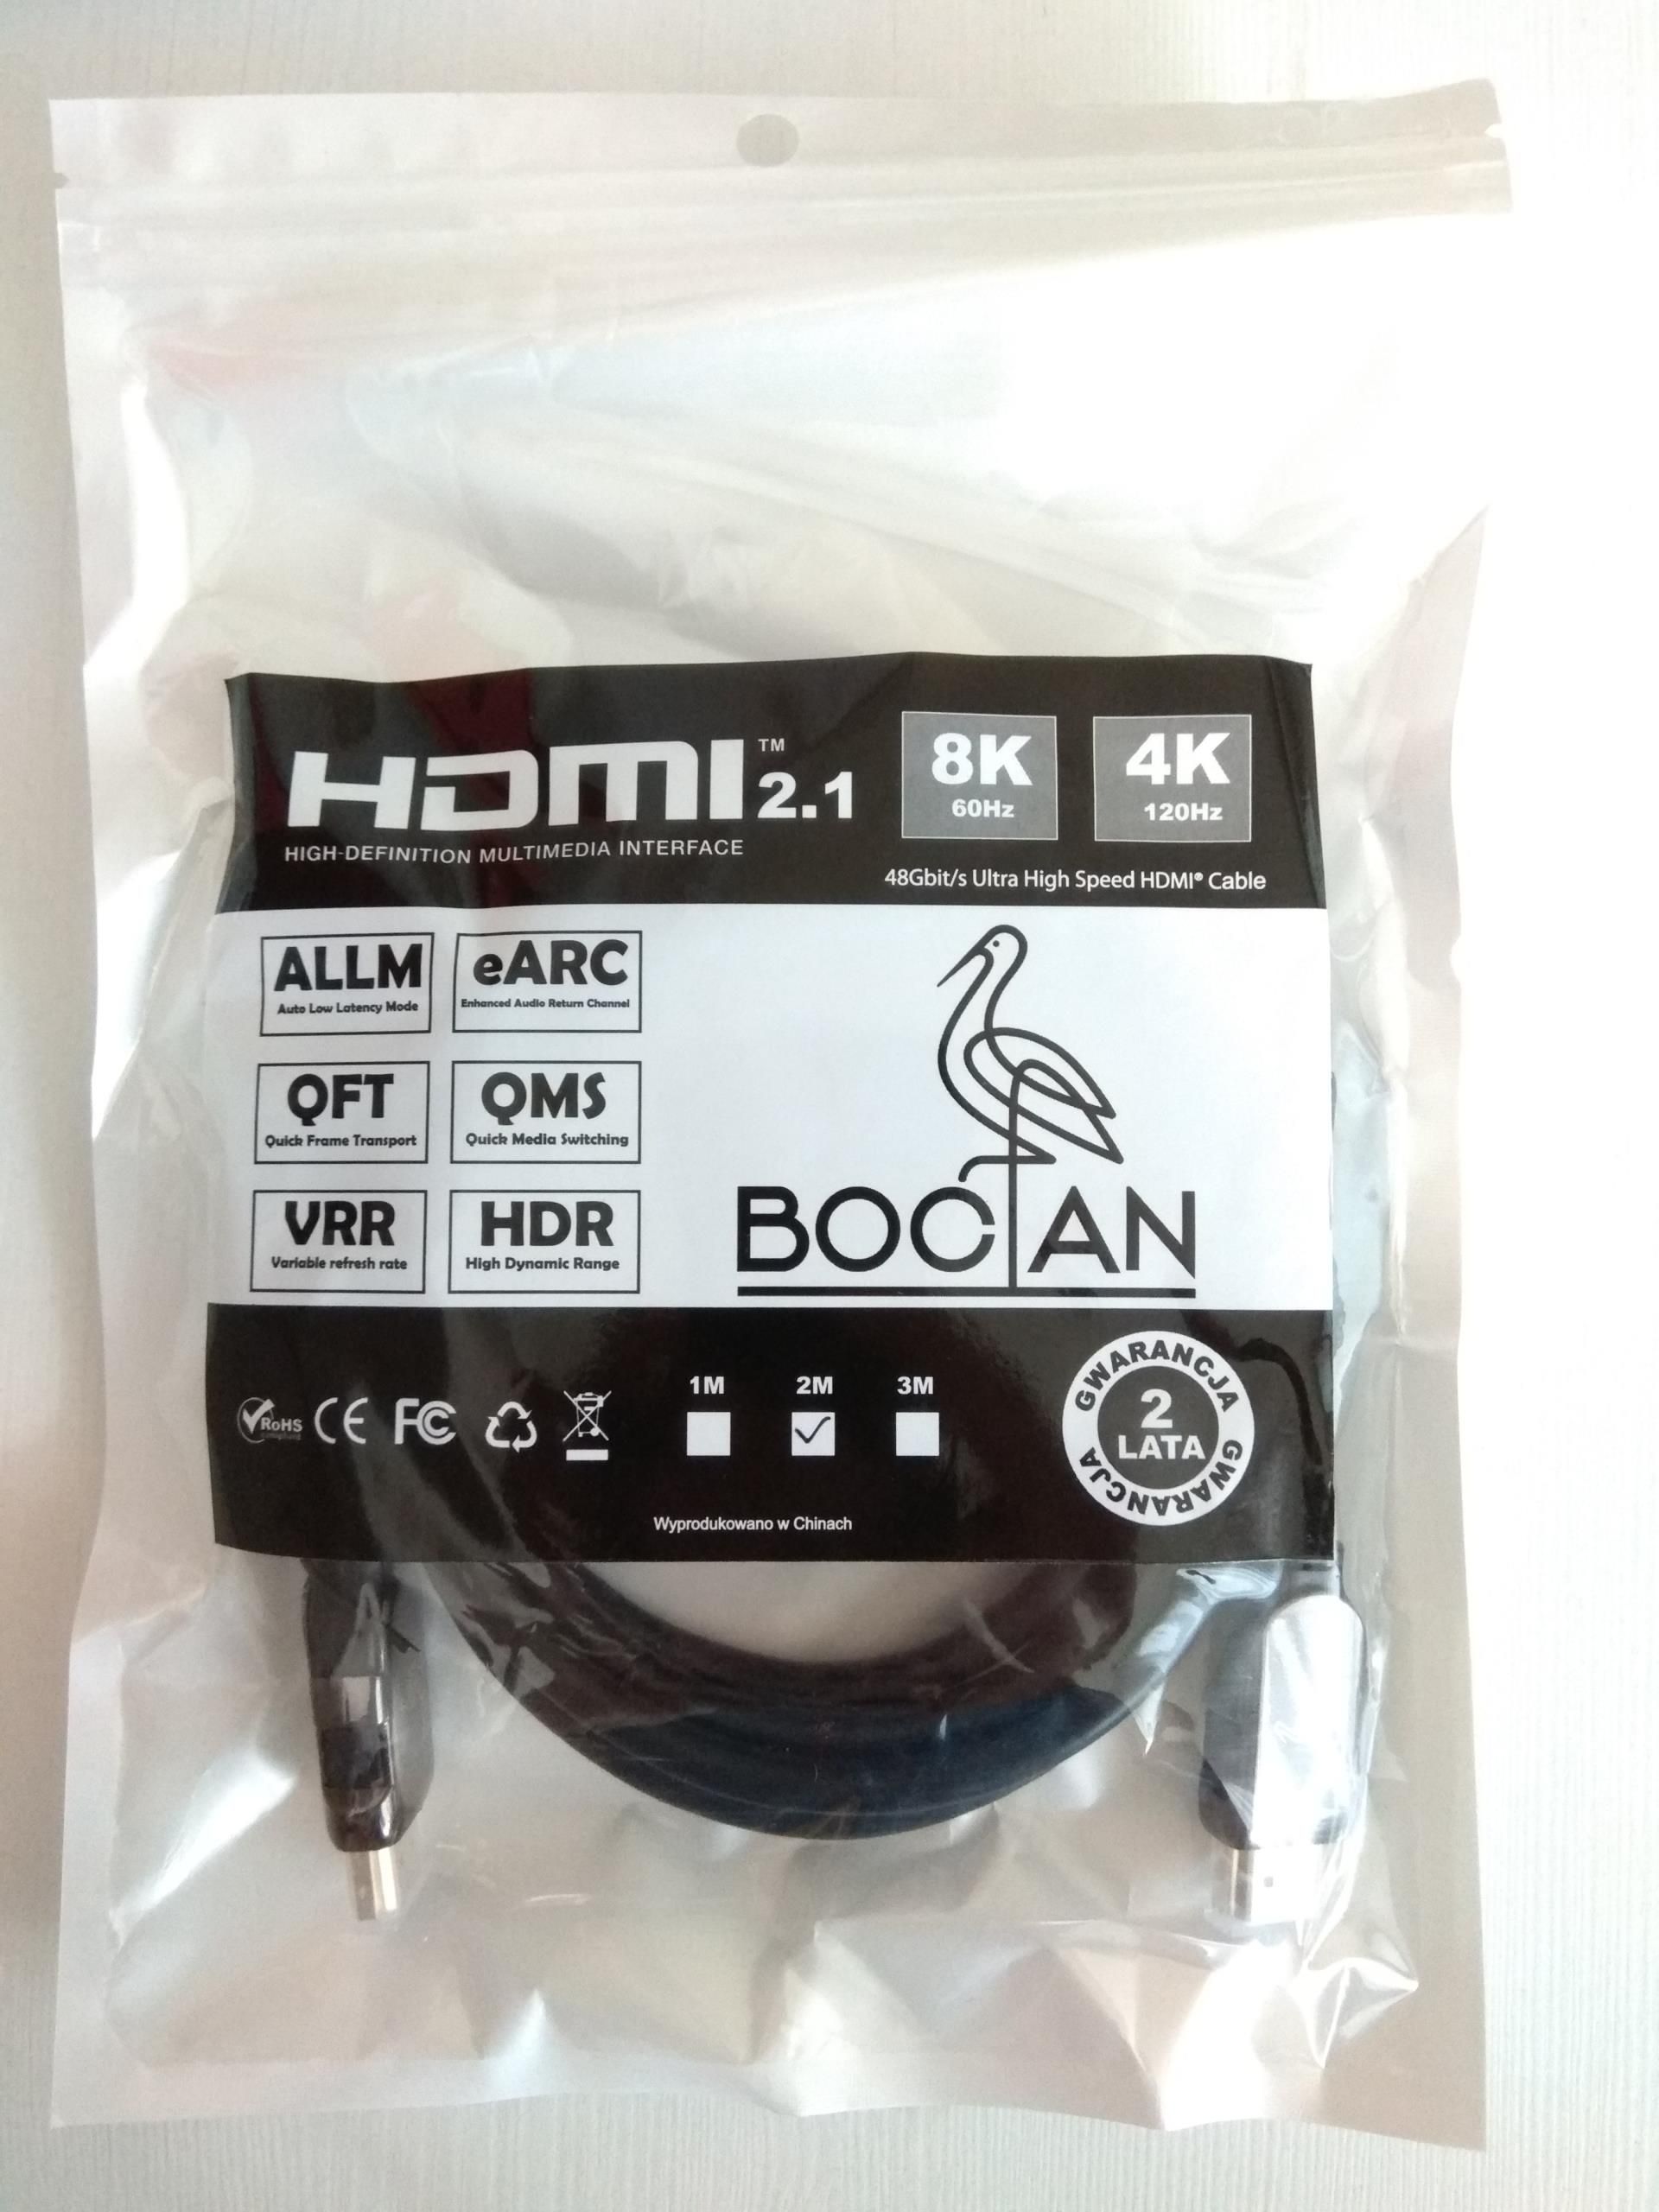 HDMI™ 2.1
HIGH-DEFINITION MULTIMEDIA INTERFACE
8K
60Hz
4K
120Hz
48Gbit/s Ultra High Speed HDMI® Cable
ALLM
Auto Low Latency Mode
eARC
Enhanced Audio Return Channel
QFT
Quick Frame Transport
QMS
Quick Media Switching
VRR
Variable refresh rate
HDR
High Dynamic Range
BOCIAN
RoHS
compliant
CE
FC
1M
2M
3M
GWARANCJA
2
LATA
GWARANCJA
Wyprodukowano w Chinach